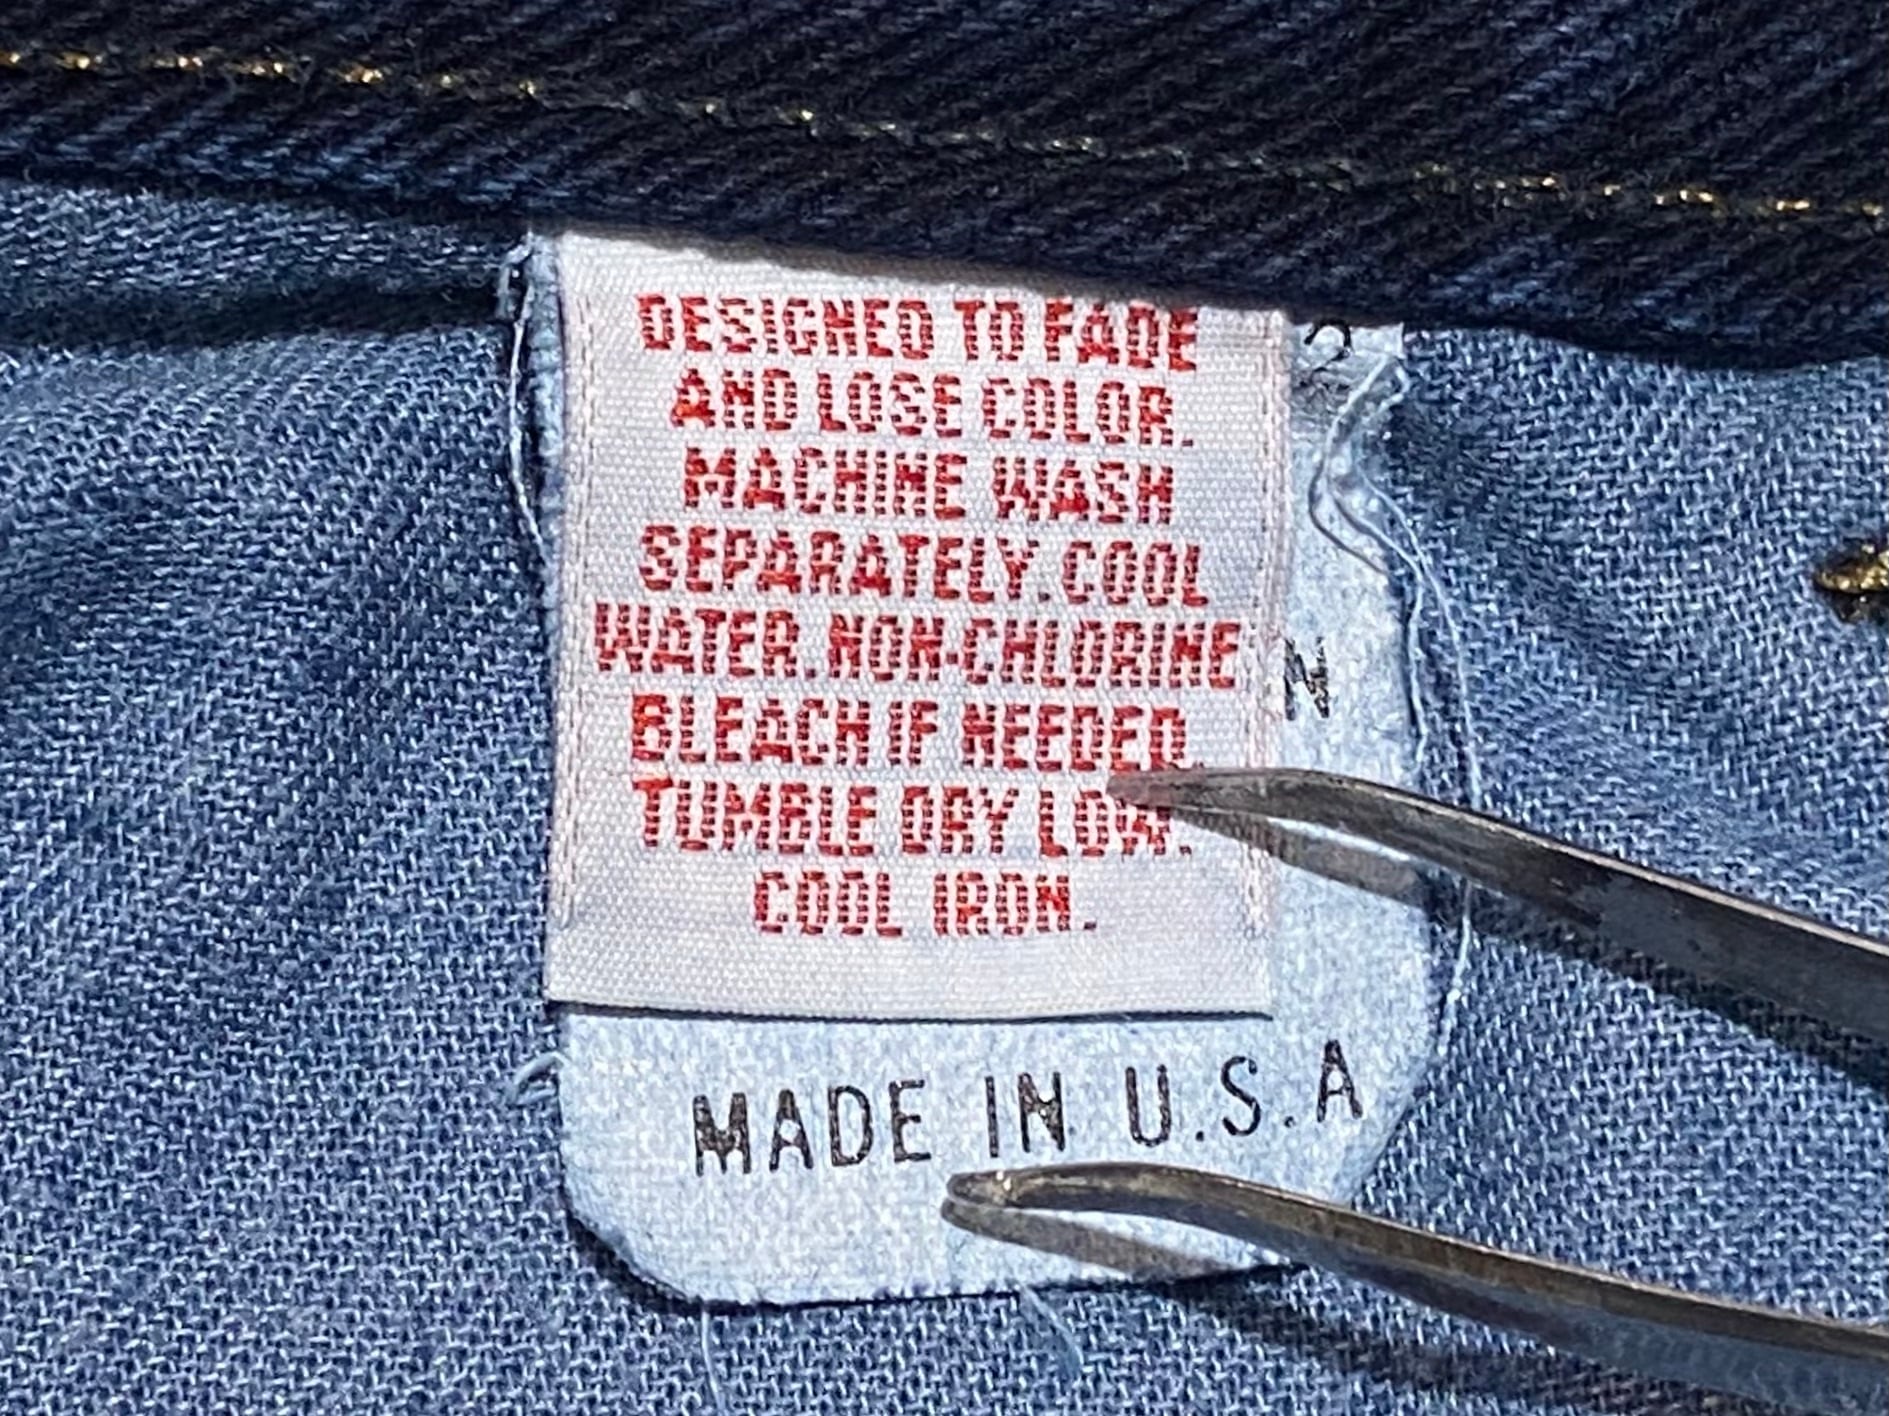 DESIGNED TO FADE
AND LOSE COLOR.
MACHINE WASH
SEPARATELY. COOL
WATER. NON-CHLORINE
BLEACH IF NEEDED.
TUMBLE DRY LOW.
COOL IRON.
N
MADE IN U.S.A